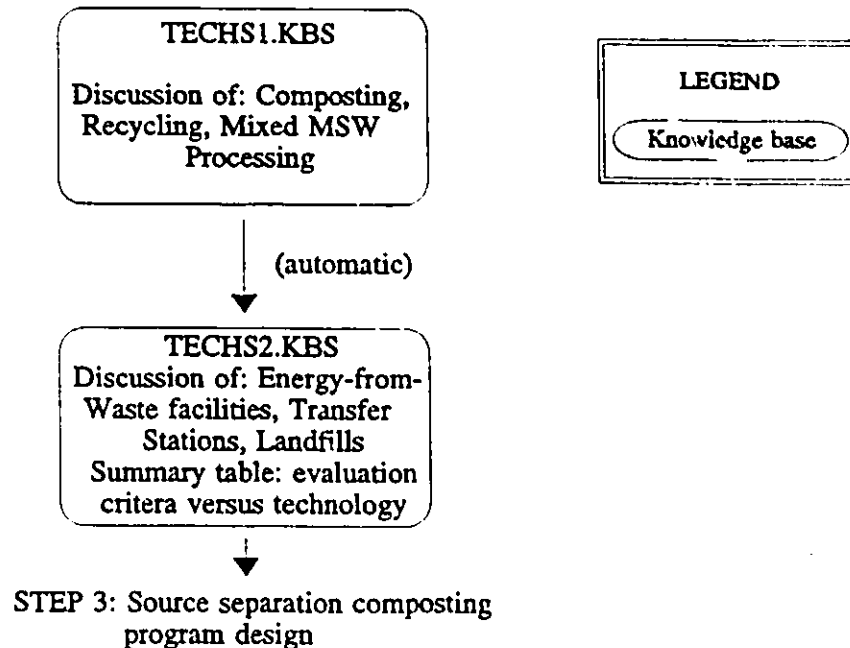 TECHS1.KBS
Discussion of: Composting,
Recycling, Mixed MSW
Processing
(automatic)
TECHS2.KBS
Discussion of: Energy-from-
Waste facilities, Transfer
Stations, Landfills
Summary table: evaluation
critera versus technology
STEP 3: Source separation composting
program design
LEGEND
Knowledge base